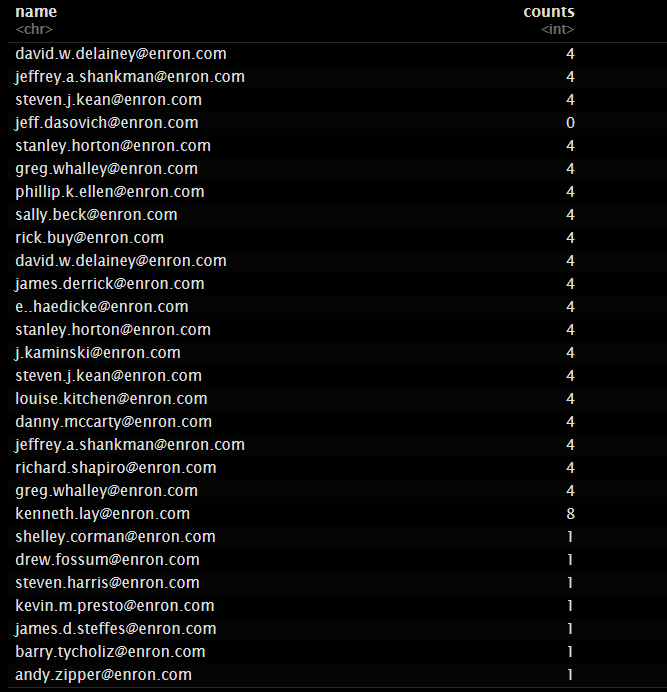 name counts
<chr> <int>
david.w.delainey@enron.com 4
jeffrey.a.shankman@enron.com 4
steven.j.kean@enron.com 4
jeff.dasovich@enron.com 0
stanley.horton@enron.com 4
greg.whalley@enron.com 4
phillip.k.ellen@enron.com 4
sally.beck@enron.com 4
rick.buy@enron.com 4
david.w.delainey@enron.com 4
james.derrick@enron.com 4
e..haedicke@enron.com 4
stanley.horton@enron.com 4
j.kaminski@enron.com 4
steven.j.kean@enron.com 4
louise.kitchen@enron.com 4
danny.mccarty@enron.com 4
jeffrey.a.shankman@enron.com 4
richard.shapiro@enron.com 4
greg.whalley@enron.com 4
kenneth.lay@enron.com 8
shelley.corman@enron.com 1
drew.fossum@enron.com 1
steven.harris@enron.com 1
kevin.m.presto@enron.com 1
james.d.steffes@enron.com 1
barry.tycholiz@enron.com 1
andy.zipper@enron.com 1